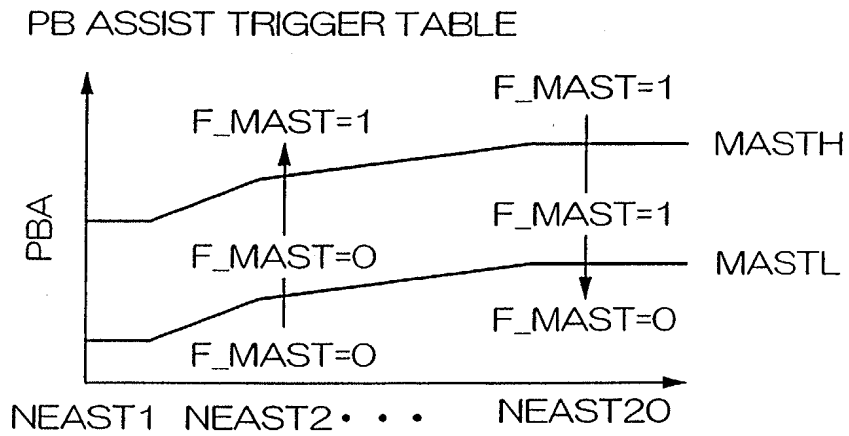 PB ASSIST TRIGGER TABLE
F_MAST=1
F_MAST=1
MASTH
PBA
F_MAST=1
F_MAST=0
MASTL
F_MAST=0
F_MAST=0
NEAST1 NEAST2 · · · NEAST20